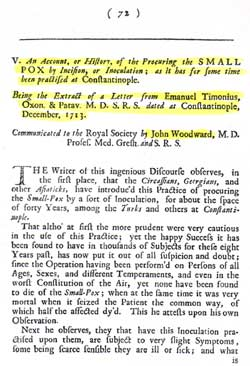 ( 72 )
V. An Account, or History, of the Procuring the SMALL
POX by Incision, or Inoculation; as it has for some time
been practised at Constantinople.
Being the Extract of a Letter from Emanuel Timonius,
Oxon. & Patav. M. D. S. R. S. dated at Constantinople,
December, 1713.
Communicated to the Royal Society by John Woodward, M. D.
Profes. Med. Gresh. and S. R. S.
THE Writer of this ingenious Discourse observes, in
the first place, that the Circassians, Georgians, and
other Asiaticks, have introduc'd this Practice of procuring
the Small-Pox by a sort of Inoculation, for about the space
of forty Years, among the Turks and others at Constanti-
nople.
That altho' at first the more prudent were very cautious
in the use of this Practice; yet the happy Success it has
been found to have in thousands of Subjects for these eight
Years past, has now put it out of all suspicion and doubt;
since the Operation having been perform'd on Persons of all
Ages, Sexes, and different Temperaments, and even in the
worst Constitution of the Air, yet none have been found
to die of the Small-Pox; when at the same time it was very
mortal when it seized the Patient the common way, of
which half the affected dy'd. This he attests upon his own
Observation.
Next he observes, they that have this Inoculation pra-
ctised upon them, are subject to very slight Symptoms,
some being scarce sensible they are ill or sick; and what
is